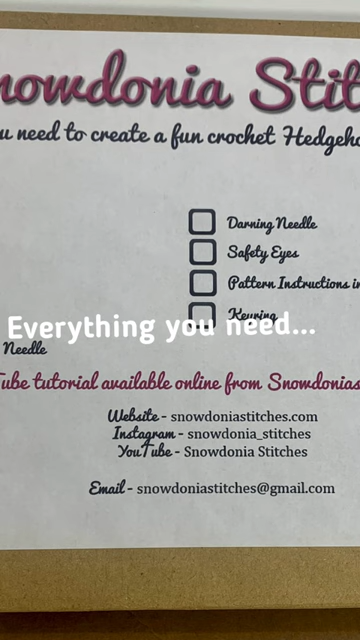 nowdonia Stit
u need to create a fun crochet Hedgeho
Darning Needle
Safety Eyes
Pattern Instructions in
Keyring
Everything you need...
Needle
Tube tutorial available online from Snowdonias
Website - snowdoniastitches.com
Instagram - snowdonia_stitches
YouTube - Snowdonia Stitches
Email - snowdoniastitches@gmail.com